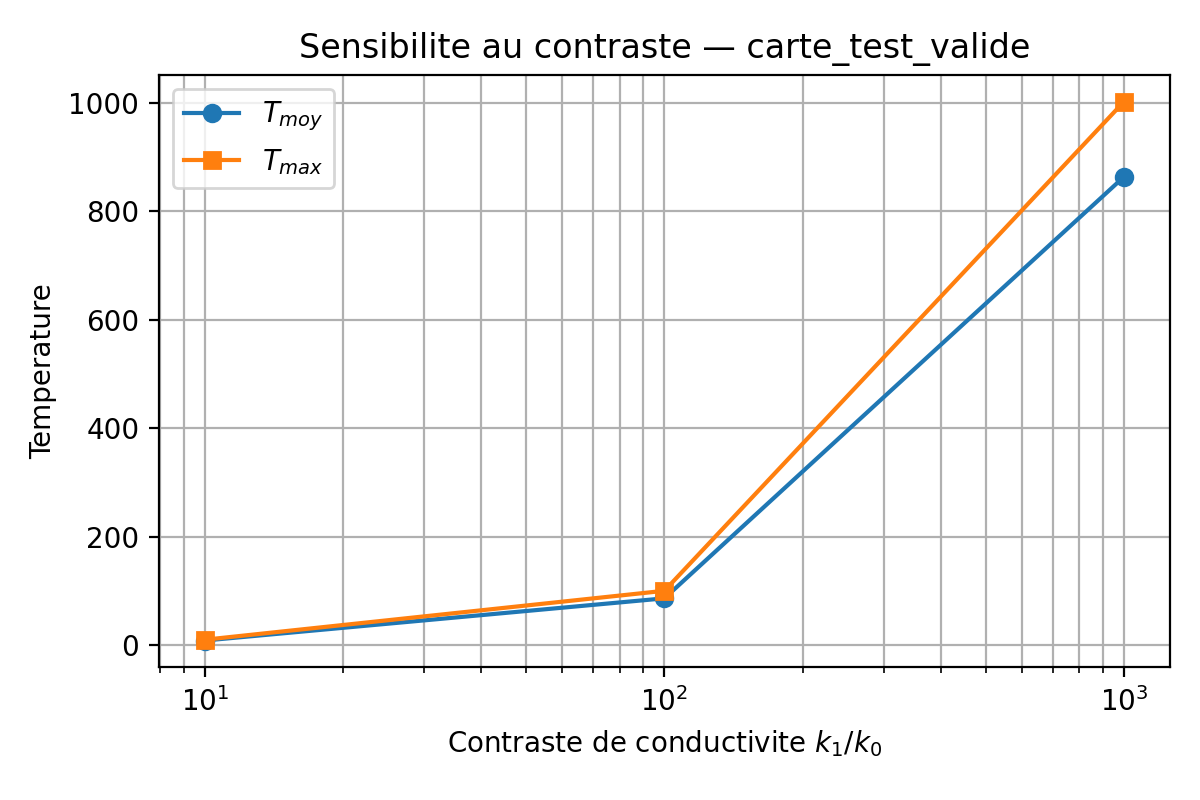 Sensibilite au contraste — carte_test_valide
T_moy
T_max
1000
800
600
400
200
0
Temperature
10^1
10^2
10^3
Contraste de conductivite k_1/k_0